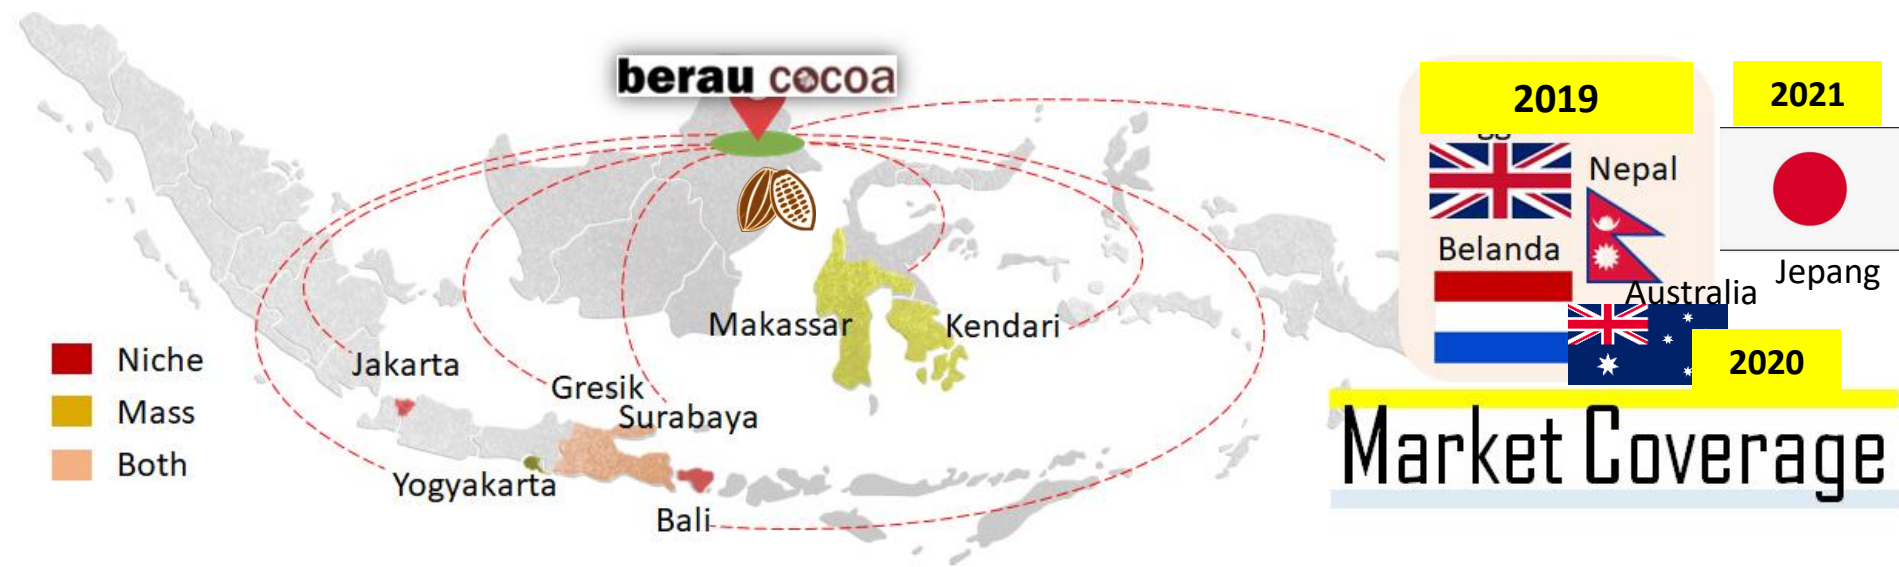 berau cocoa
2019
2021
Nepal
Belanda
Jepang
Australia
2020
Makassar
Kendari
Jakarta
Gresik
Surabaya
Yogyakarta
Bali
Niche
Mass
Both
Market Coverage